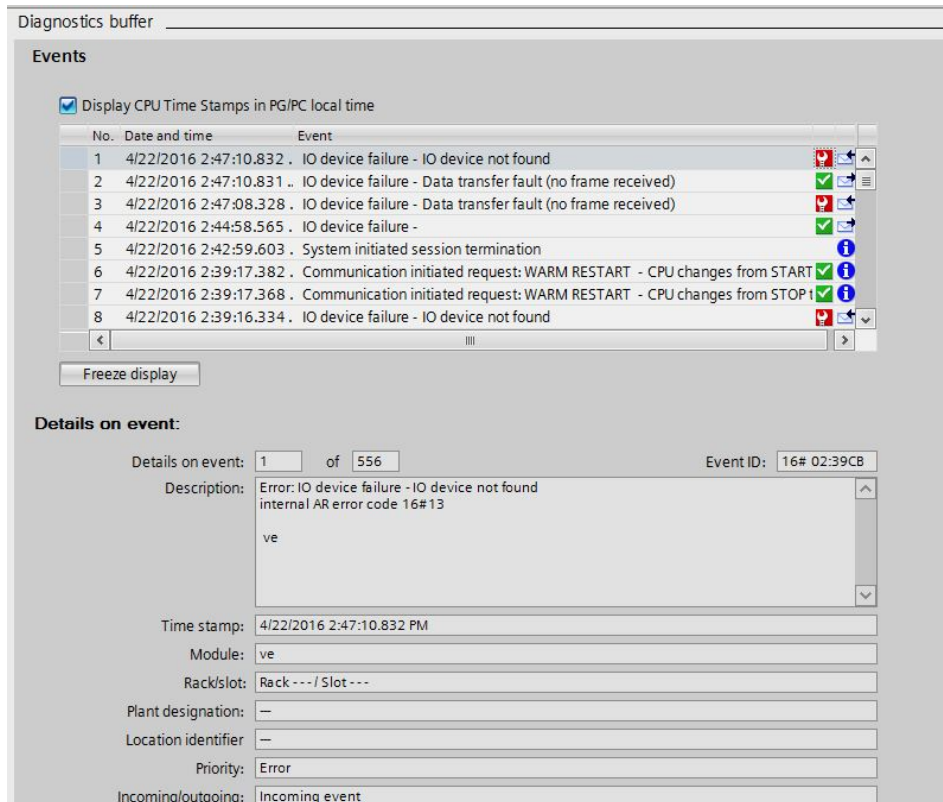 Diagnostics buffer
Events
Display CPU Time Stamps in PG/PC local time
No. Date and time Event
1 4/22/2016 2:47:10.832 . IO device failure - IO device not found
2 4/22/2016 2:47:10.831 .. IO device failure - Data transfer fault (no frame received)
3 4/22/2016 2:47:08.328 . IO device failure - Data transfer fault (no frame received)
4 4/22/2016 2:44:58.565 . IO device failure -
5 4/22/2016 2:42:59.603 . System initiated session termination
6 4/22/2016 2:39:17.382 . Communication initiated request: WARM RESTART - CPU changes from START
7 4/22/2016 2:39:17.368 . Communication initiated request: WARM RESTART - CPU changes from STOP t
8 4/22/2016 2:39:16.334 . IO device failure - IO device not found
Freeze display
Details on event:
Details on event: 1 of 556 Event ID: 16# 02:39CB
Description: Error: IO device failure - IO device not found
internal AR error code 16#13
ve
Time stamp: 4/22/2016 2:47:10.832 PM
Module: ve
Rack/slot: Rack - - - / Slot - - -
Plant designation: —
Location identifier —
Priority: Error
Incoming/outgoing: Incoming event